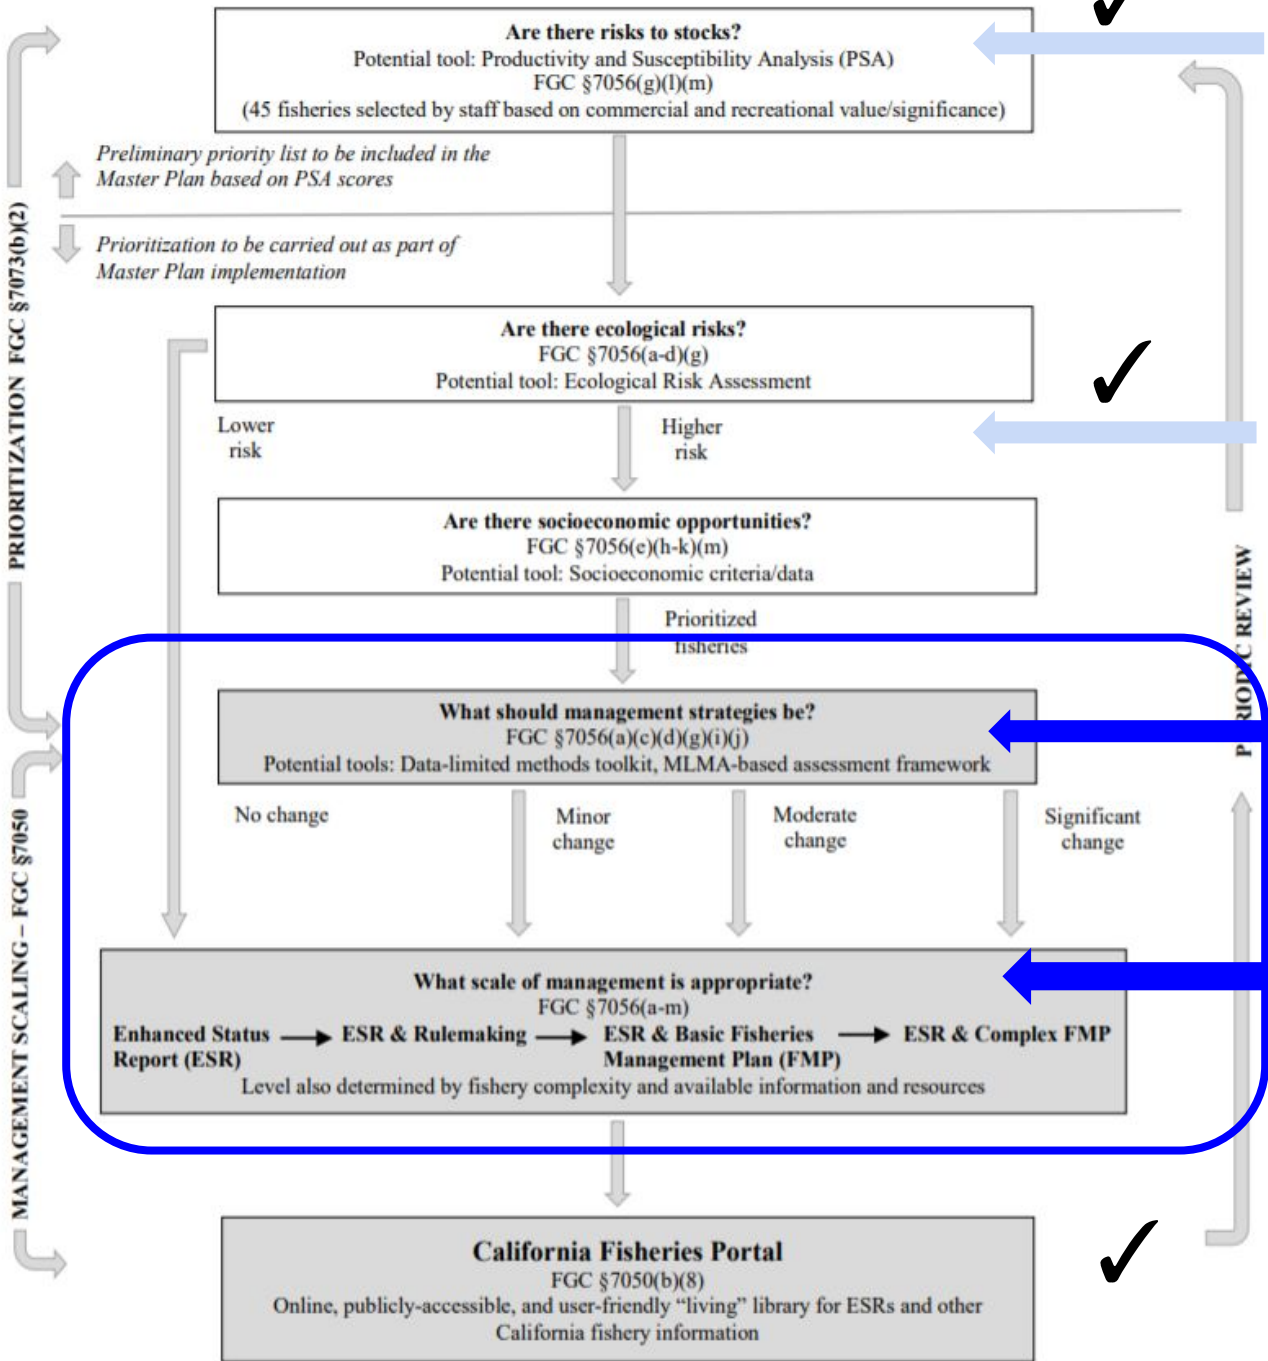 Are there risks to stocks?
Potential tool: Productivity and Susceptibility Analysis (PSA)
FGC §7056(g)(l)(m)
(45 fisheries selected by staff based on commercial and recreational value/significance)
Preliminary priority list to be included in the
Master Plan based on PSA scores
Prioritization to be carried out as part of
Master Plan implementation
PRIORITIZATION FGC §7073(b)(2)
Are there ecological risks?
FGC §7056(a-d)(g)
Potential tool: Ecological Risk Assessment
Lower
risk
Higher
risk
Are there socioeconomic opportunities?
FGC §7056(e)(h-k)(m)
Potential tool: Socioeconomic criteria/data
Prioritized
fisheries
PERIODIC REVIEW
What should management strategies be?
FGC §7056(a)(c)(d)(g)(i)(j)
Potential tools: Data-limited methods toolkit, MLMA-based assessment framework
No change
Minor
change
Moderate
change
Significant
change
MANAGEMENT SCALING – FGC §7050
What scale of management is appropriate?
FGC §7056(a-m)
Enhanced Status
Report (ESR)
ESR & Rulemaking
ESR & Basic Fisheries
Management Plan (FMP)
ESR & Complex FMP
Level also determined by fishery complexity and available information and resources
California Fisheries Portal
FGC §7050(b)(8)
Online, publicly-accessible, and user-friendly “living” library for ESRs and other
California fishery information